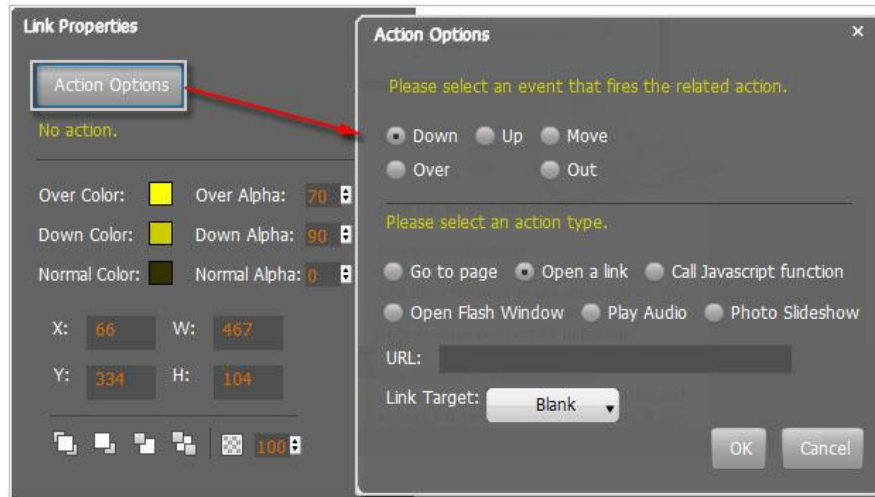 Link Properties
Action Options
No action.
Over Color: Over Alpha: 70
Down Color: Down Alpha: 90
Normal Color: Normal Alpha: 0
X: 66 W: 467
Y: 334 H: 104
100
Action Options ×
Please select an event that fires the related action.
Down Up Move
Over Out
Please select an action type.
Go to page Open a link Call Javascript function
Open Flash Window Play Audio Photo Slideshow
URL:
Link Target: Blank
OK Cancel